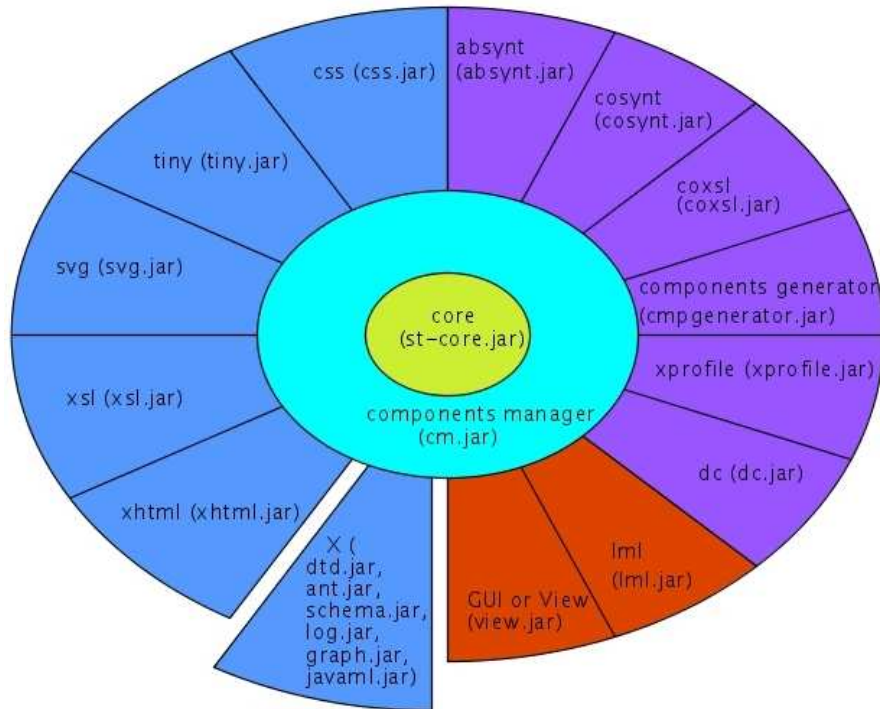 css (css.jar)
absynt
(absynt.jar)
cosynt
(cosynt.jar)
tiny (tiny.jar)
coxsl
(coxsl.jar)
svg (svg.jar)
components generator
(cmpgenerator.jar)
core
(st-core.jar)
xprofile (xprofile.jar)
xsl (xsl.jar)
components manager
(cm.jar)
dc (dc.jar)
xhtml (xhtml.jar)
X (
dtd.jar,
ant.jar,
schema.jar,
log.jar,
graph.jar,
javaml.jar)
GUI or View
(view.jar)
lml
(lml.jar)